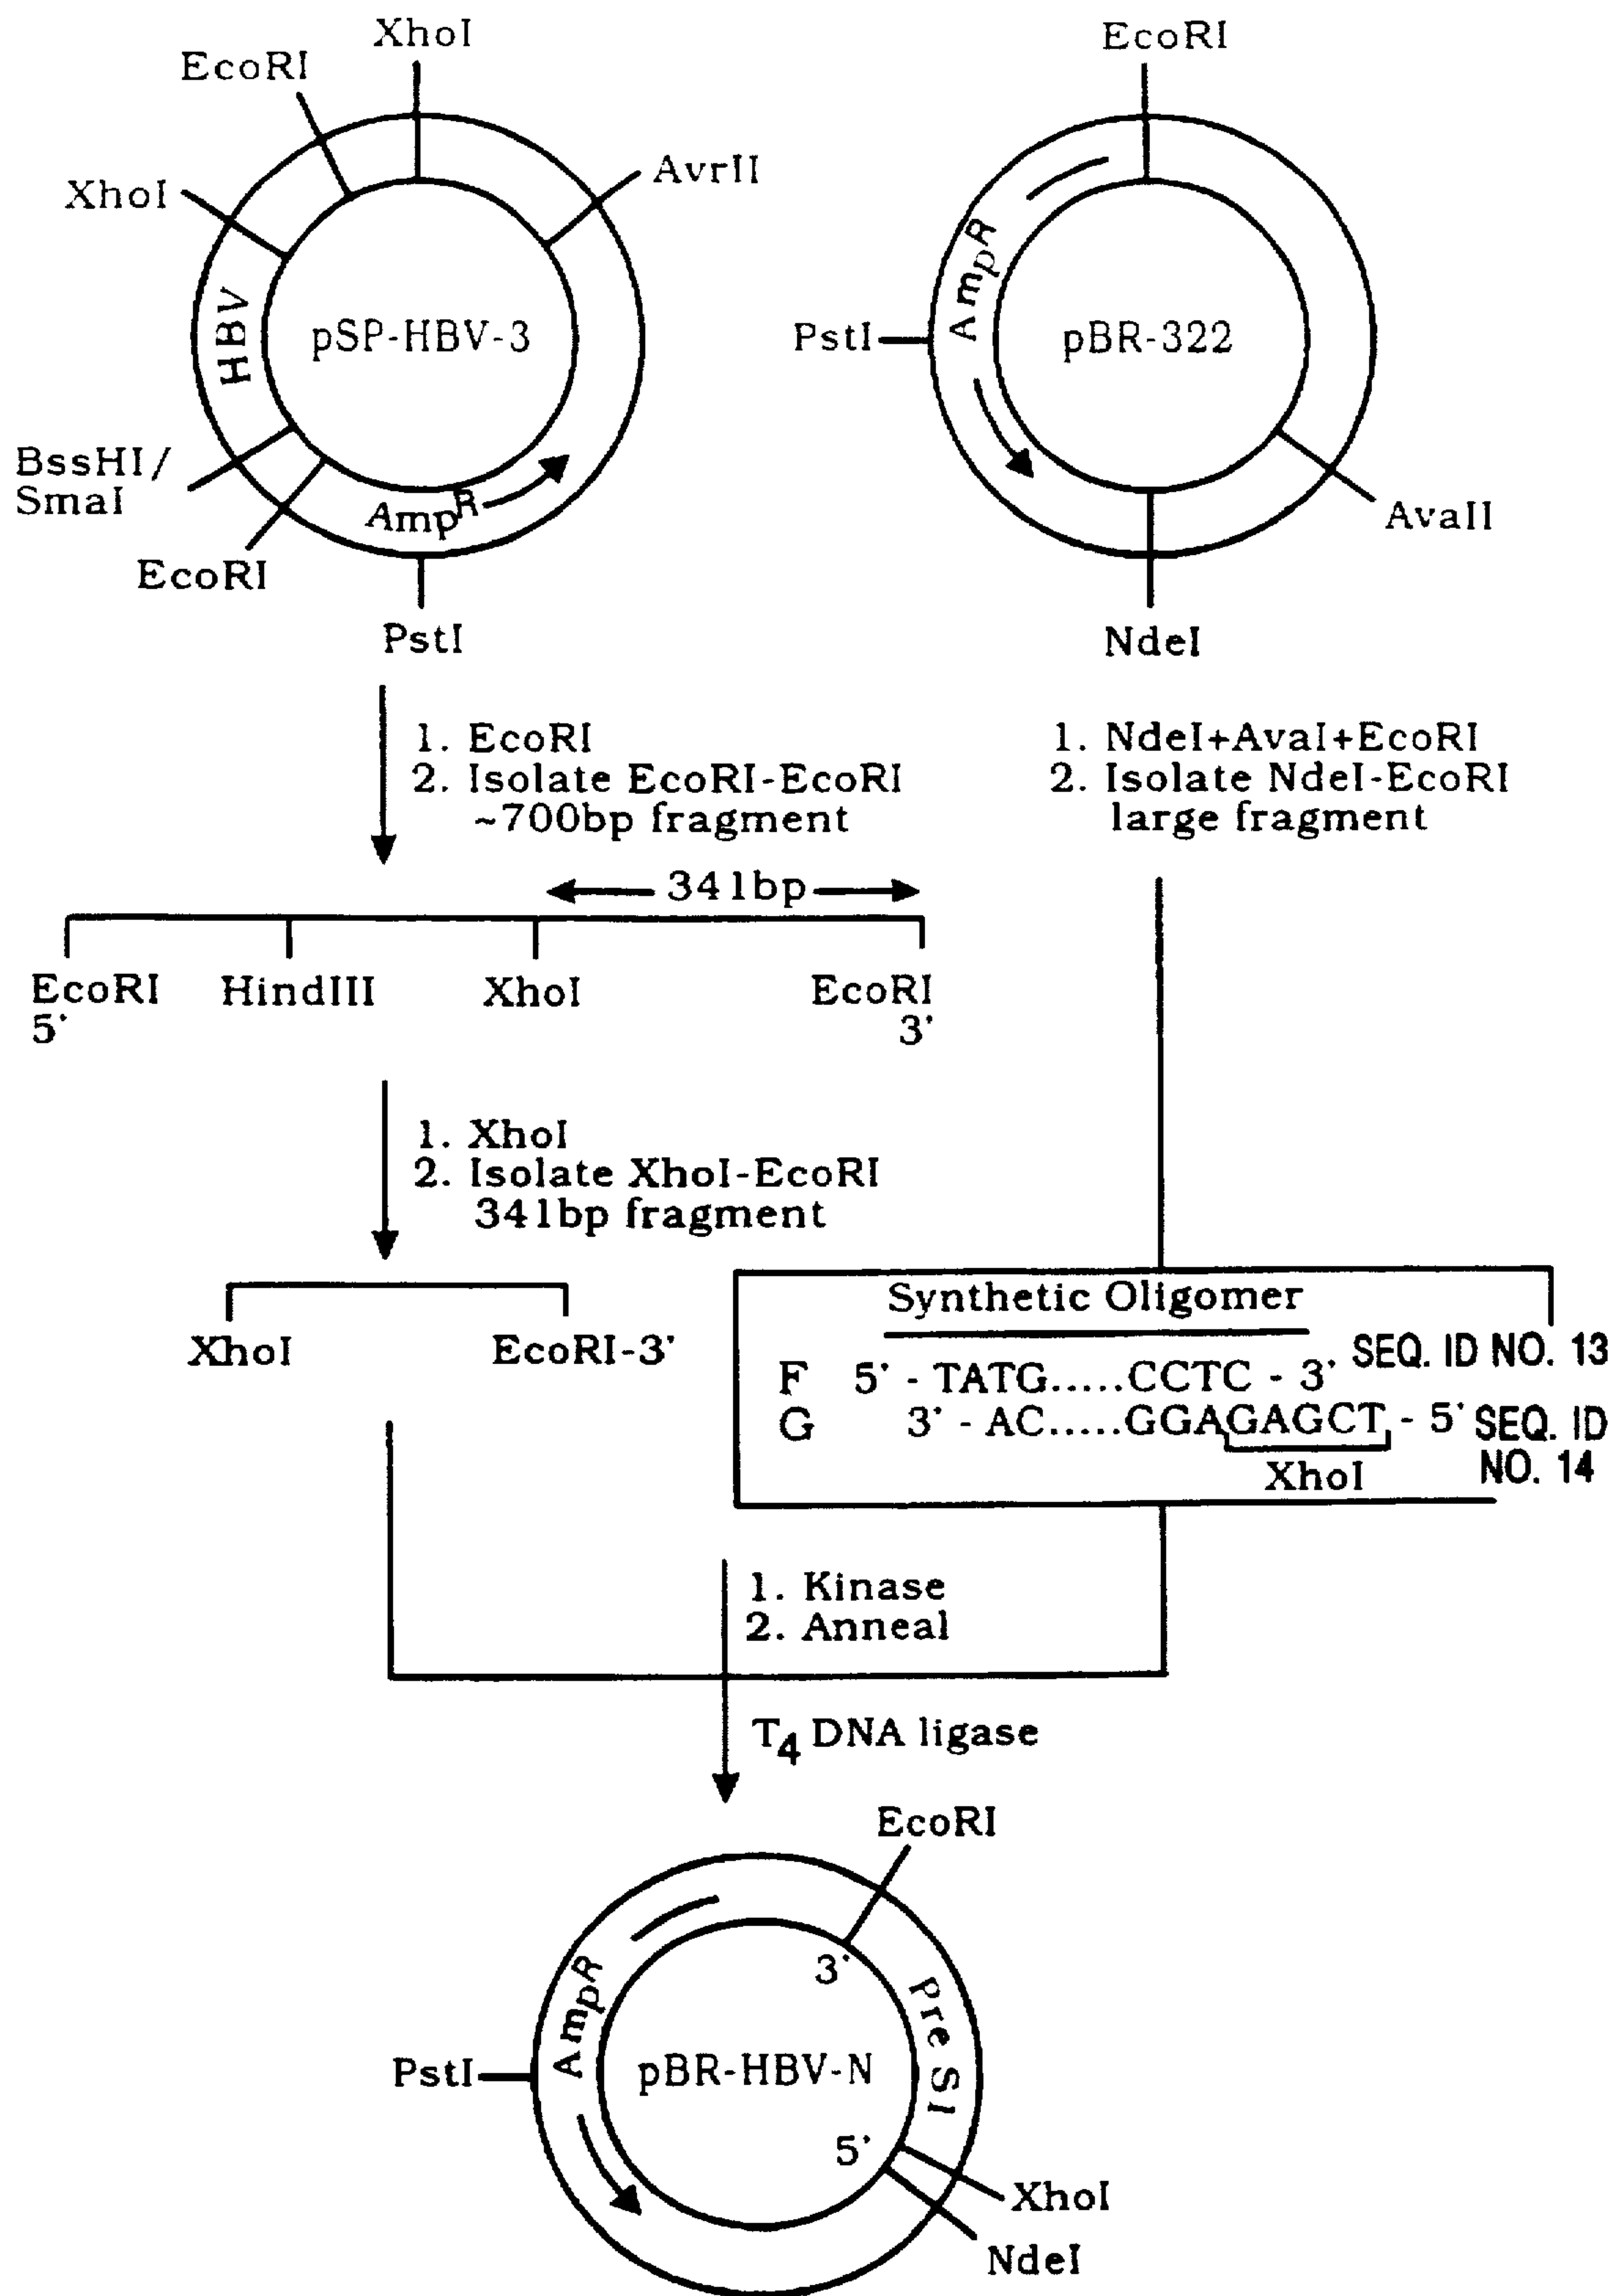 XhoI
EcoRI
XhoI
AvrII
HBV
pSP-HBV-3
BssHI/
SmaI
AmpR
EcoRI
PstI
EcoRI
AmpR
PstI
pBR-322
AvaII
NdeI
1. EcoRI
2. Isolate EcoRI-EcoRI
~700bp fragment
1. NdeI+AvaI+EcoRI
2. Isolate NdeI-EcoRI
large fragment
341bp
EcoRI HindIII XhoI EcoRI
5' 3'
1. XhoI
2. Isolate XhoI-EcoRI
341bp fragment
XhoI EcoRI-3'
Synthetic Oligomer
F 5' - TATG.....CCTC - 3' SEQ. ID NO. 13
G 3' - AC.....GGAGAGCT - 5' SEQ. ID
NO. 14
XhoI
1. Kinase
2. Anneal
T4 DNA ligase
EcoRI
3'
AmpR
Pre S1
PstI
pBR-HBV-N
5'
XhoI
NdeI